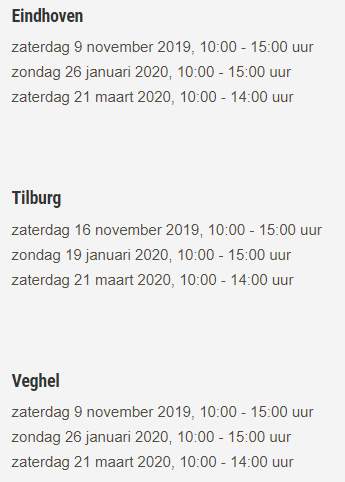 Eindhoven
zaterdag 9 november 2019, 10:00 - 15:00 uur
zondag 26 januari 2020, 10:00 - 15:00 uur
zaterdag 21 maart 2020, 10:00 - 14:00 uur
Tilburg
zaterdag 16 november 2019, 10:00 - 15:00 uur
zondag 19 januari 2020, 10:00 - 15:00 uur
zaterdag 21 maart 2020, 10:00 - 14:00 uur
Veghel
zaterdag 9 november 2019, 10:00 - 15:00 uur
zondag 26 januari 2020, 10:00 - 15:00 uur
zaterdag 21 maart 2020, 10:00 - 14:00 uur